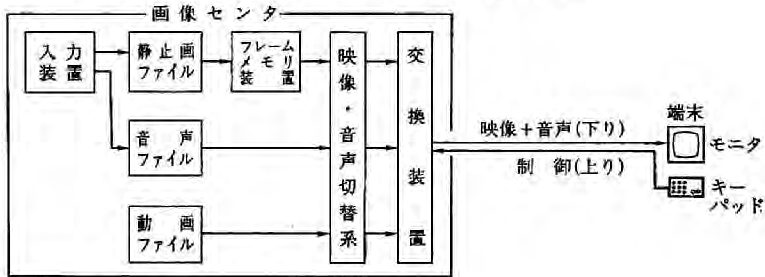 画像センタ
入力
装置
静止画
ファイル
フレーム
メモリ
装置
映像・音声切替系
交換装置
音声
ファイル
動画
ファイル
映像+音声(下り)
制御(上り)
端末
モニタ
キー
パッド